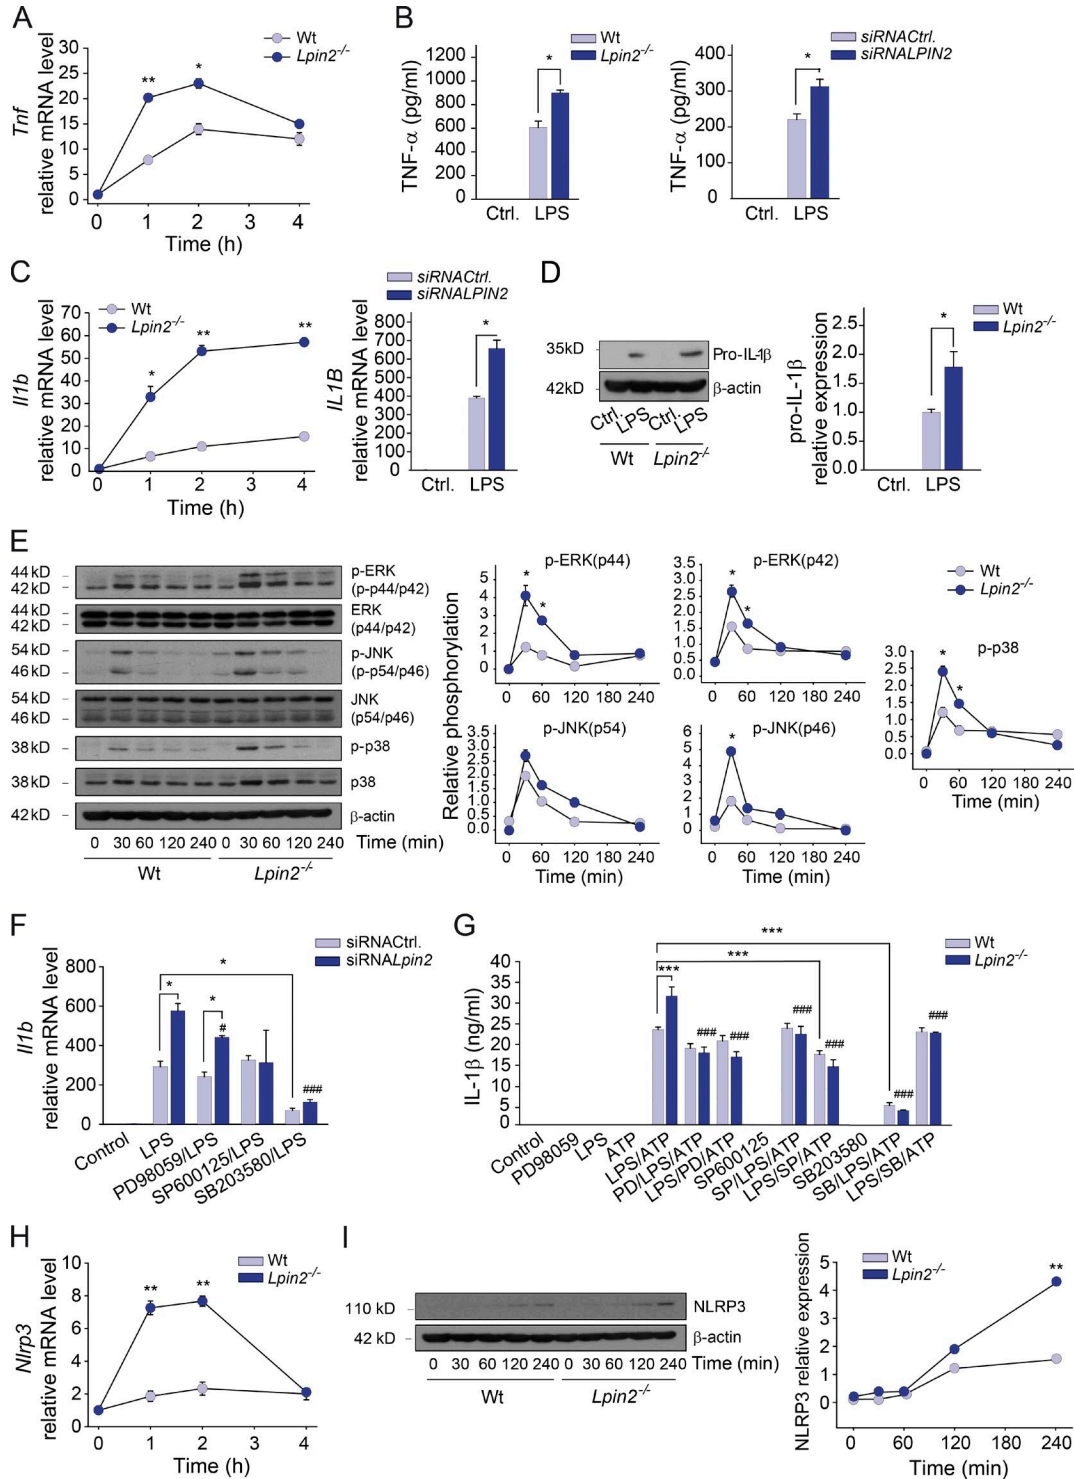 A
Wt
Lpin2-/-
Tnf
relative mRNA level
30
25
20
15
10
5
0
**
*
0 1 2 3 4
Time (h)
B
Wt
Lpin2-/-
TNF-α (pg/ml)
1200
1000
800
600
400
200
0
*
Ctrl. LPS
siRNACtrl.
siRNALPIN2
TNF-α (pg/ml)
400
300
200
100
0
*
Ctrl. LPS
C
Wt
Lpin2-/-
Il1b
relative mRNA level
70
60
50
40
30
20
10
0
*
**
**
0 1 2 3 4
Time (h)
siRNACtrl.
siRNALPIN2
IL1B
relative mRNA level
800
700
600
500
400
300
200
100
0
*
Ctrl. LPS
D
35kD
Pro-IL-1β
42kD
β-actin
Ctrl. LPS Ctrl. LPS
Wt Lpin2-/-
Wt
Lpin2-/-
pro-IL-1β
relative expression
2.5
2.0
1.5
1.0
0.5
0.0
*
Ctrl. LPS
E
44kD
42kD
p-ERK
(p-p44/p42)
44kD
42kD
ERK
(p44/p42)
54kD
46kD
p-JNK
(p-p54/p46)
54kD
46kD
JNK
(p54/p46)
38kD
p-p38
38kD
p38
42kD
β-actin
0 30 60 120 240 0 30 60 120 240 Time (min)
Wt Lpin2-/-
Relative phosphorylation
p-ERK(p44)
5
4
3
2
1
0
*
*
0 60 120 180 240
p-ERK(p42)
3.5
3.0
2.5
2.0
1.5
1.0
0.5
0.0
*
*
0 60 120 180 240
Wt
Lpin2-/-
p-JNK(p54)
3.5
3.0
2.5
2.0
1.5
1.0
0.5
0.0
0 60 120 180 240
Time (min)
p-JNK(p46)
6
5
4
3
2
1
0
*
0 60 120 180 240
Time (min)
p-p38
3.0
2.5
2.0
1.5
1.0
0.5
0.0
*
*
0 60 120 180 240
Time (min)
F
siRNACtrl.
siRNALpin2
Il1b
relative mRNA level
800
600
400
200
0
*
*
*
#
###
Control
LPS
PD98059/LPS
SP600125/LPS
SB203580/LPS
G
Wt
Lpin2-/-
IL-1β (ng/ml)
40
35
30
25
20
15
10
5
0
***
***
***
###
###
###
###
###
###
Control
PD98059
LPS
ATP
LPS/ATP
PD/LPS/ATP
LPS/PD/ATP
SP600125
SP/LPS/ATP
LPS/SP/ATP
SB203580
SB/LPS/ATP
LPS/SB/ATP
H
Wt
Lpin2-/-
Nlrp3
relative mRNA level
10
8
6
4
2
0
**
**
0 1 2 3 4
Time (h)
I
110 kD
NLRP3
42 kD
β-actin
0 30 60 120 240 0 30 60 120 240 Time (min)
Wt Lpin2-/-
Wt
Lpin2-/-
NLRP3 relative expression
5
4
3
2
1
0
**
0 60 120 180 240
Time (min)